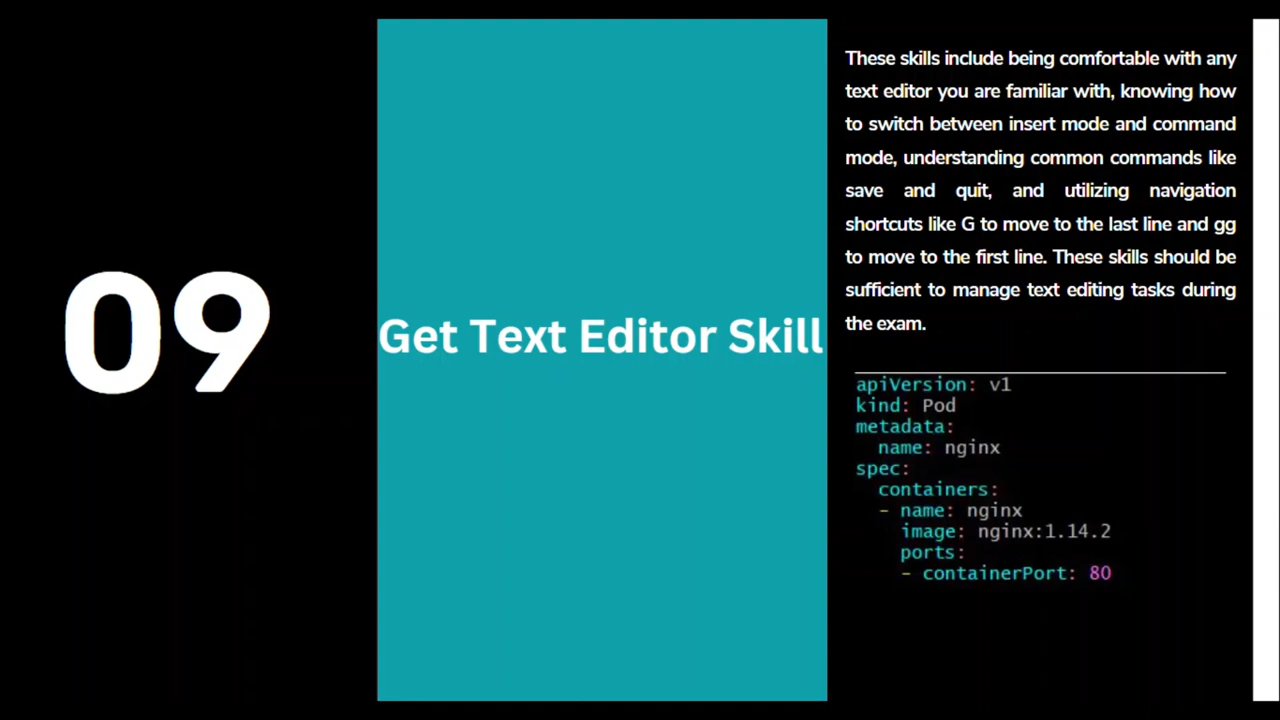 09
Get Text Editor Skill
These skills include being comfortable with any
text editor you are familiar with, knowing how
to switch between insert mode and command
mode, understanding common commands like
save and quit, and utilizing navigation
shortcuts like G to move to the last line and gg
to move to the first line. These skills should be
sufficient to manage text editing tasks during
the exam.
apiVersion: v1
kind: Pod
metadata:
  name: nginx
spec:
  containers:
  - name: nginx
    image: nginx:1.14.2
    ports:
    - containerPort: 80